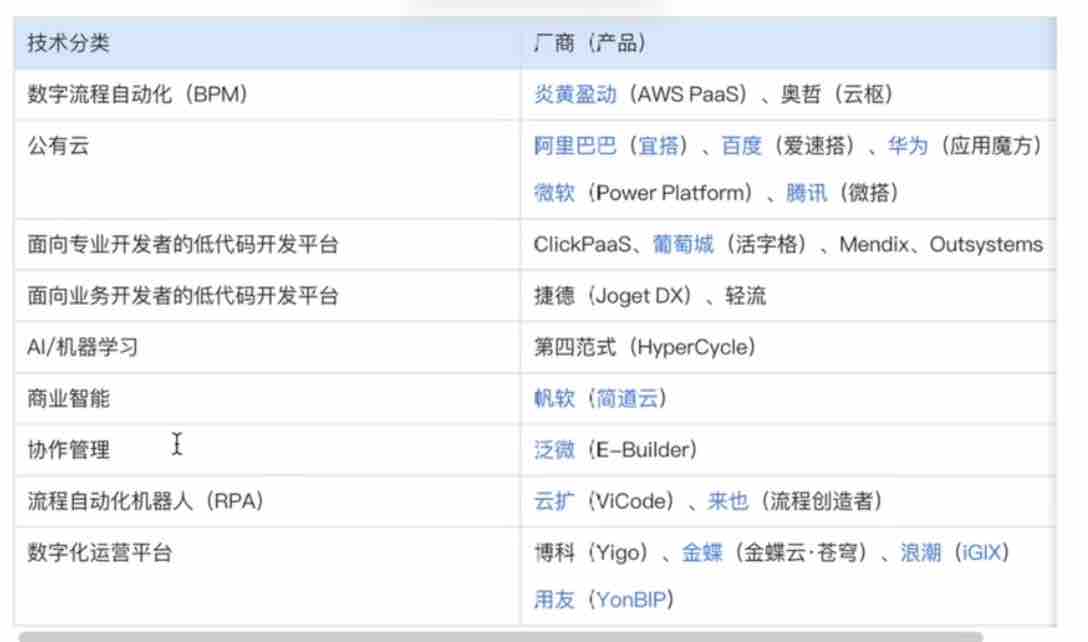 技术分类 厂商（产品）
数字流程自动化（BPM） 炎黄盈动（AWS PaaS）、奥哲（云枢）
公有云 阿里巴巴（宜搭）、百度（爱速搭）、华为（应用魔方）
微软（Power Platform）、腾讯（微搭）
面向专业开发者的低代码开发平台 ClickPaaS、葡萄城（活字格）、Mendix、Outsystems
面向业务开发者的低代码开发平台 捷德（Joget DX）、轻流
AI/机器学习 第四范式（HyperCycle）
商业智能 帆软（简道云）
协作管理 泛微（E-Builder）
流程自动化机器人（RPA） 云扩（ViCode）、来也（流程创造者）
数字化运营平台 博科（Yigo）、金蝶（金蝶云·苍穹）、浪潮（iGIX）
用友（YonBIP）